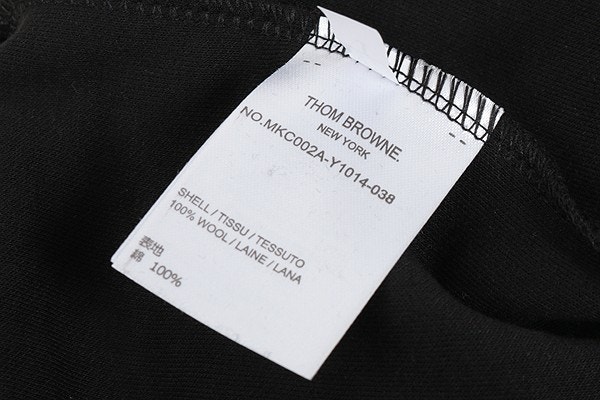 THOM BROWNE.
NEW YORK
NO.MKC002A-Y1014-038
SHELL / TISSU / TESSUTO
100% WOOL / LAINE / LANA
表地
綿 100%